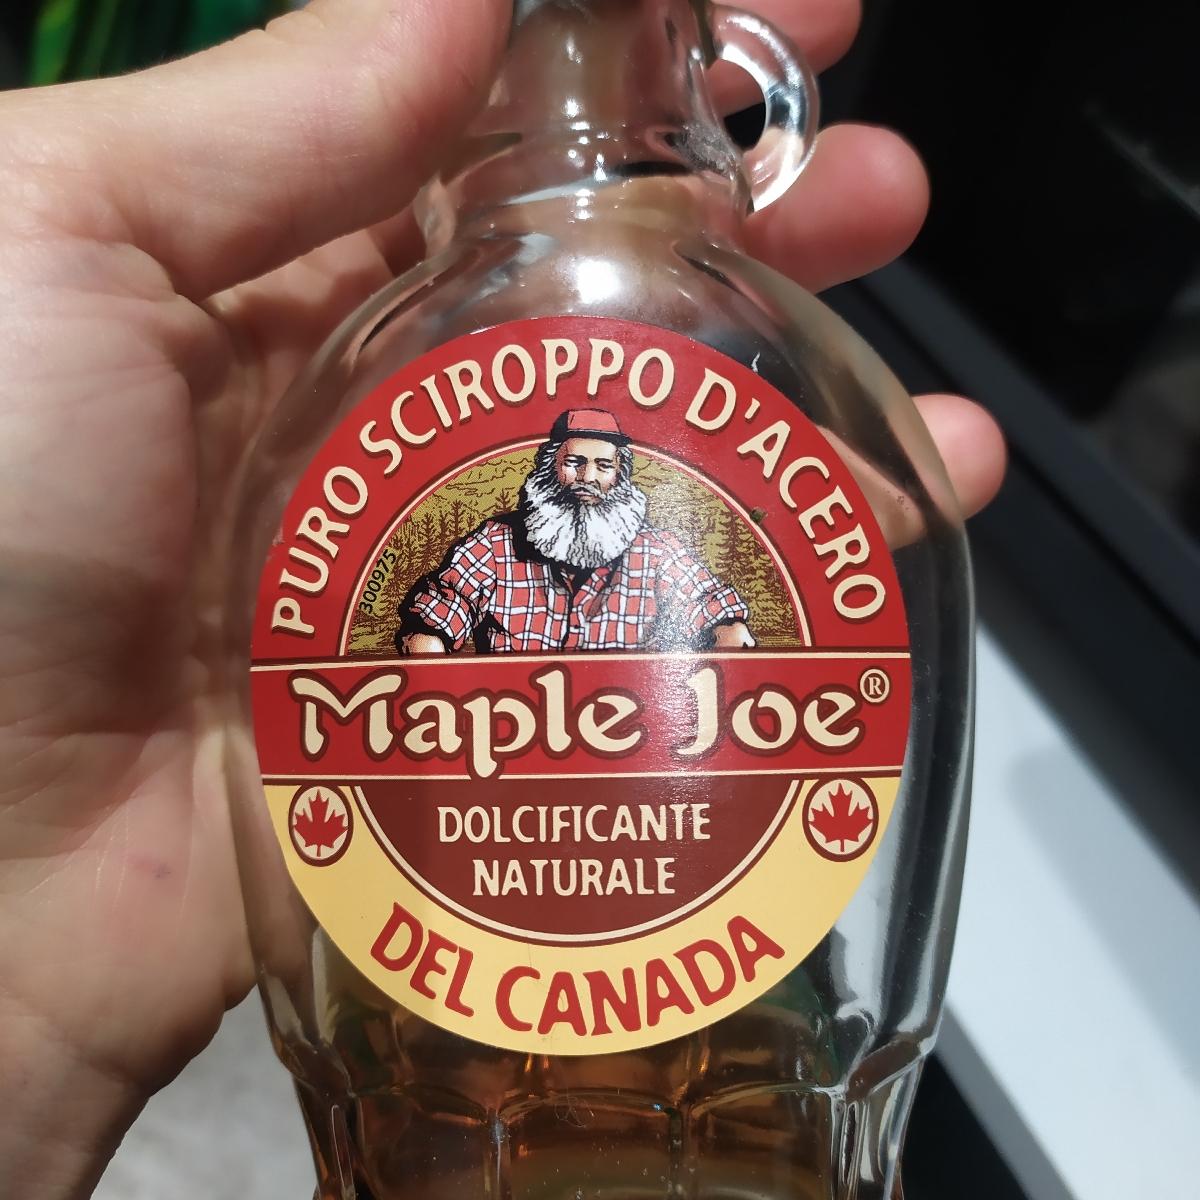 PURO SCIROPPO D'ACERO
300975
Maple Joe®
DOLCIFICANTE
NATURALE
DEL CANADA